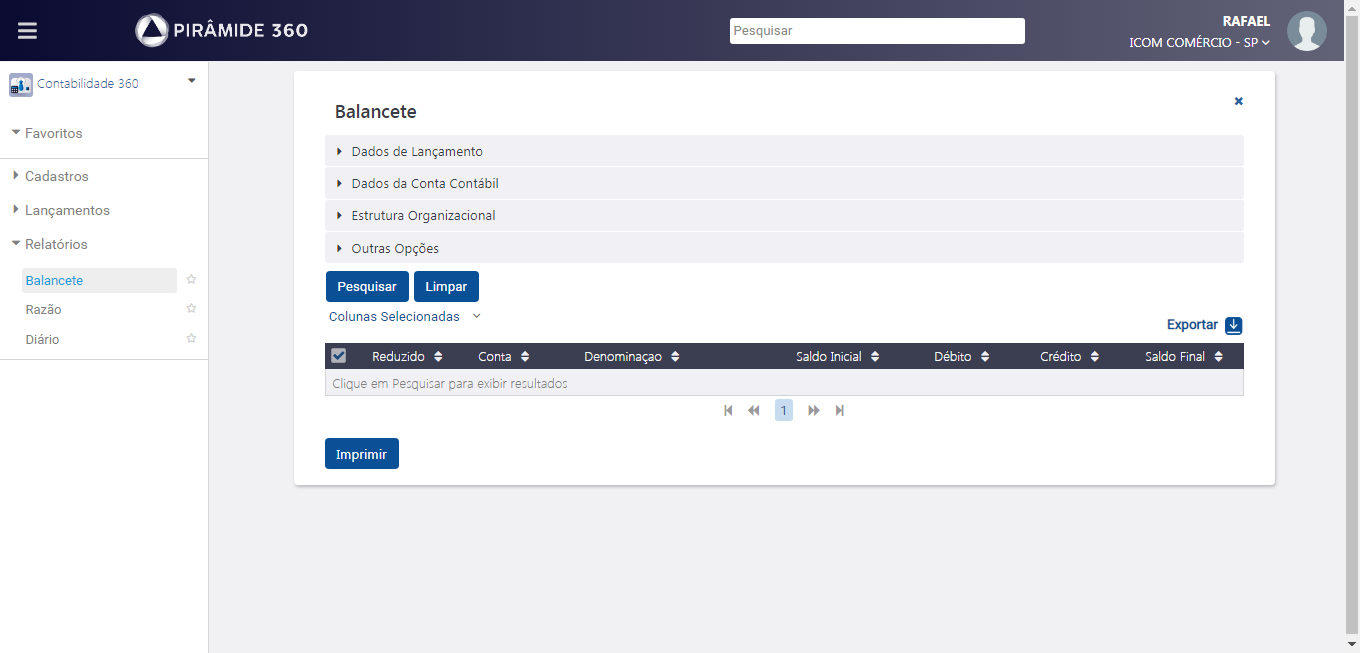 PIRÂMIDE 360
Pesquisar
RAFAEL
ICOM COMÉRCIO - SP
Contabilidade 360
Favoritos
Cadastros
Lançamentos
Relatórios
Balancete
Razão
Diário
Balancete
Dados de Lançamento
Dados da Conta Contábil
Estrutura Organizacional
Outras Opções
Pesquisar Limpar
Colunas Selecionadas
Exportar
Reduzido Conta Denominaçao Saldo Inicial Débito Crédito Saldo Final
Clique em Pesquisar para exibir resultados
1
Imprimir